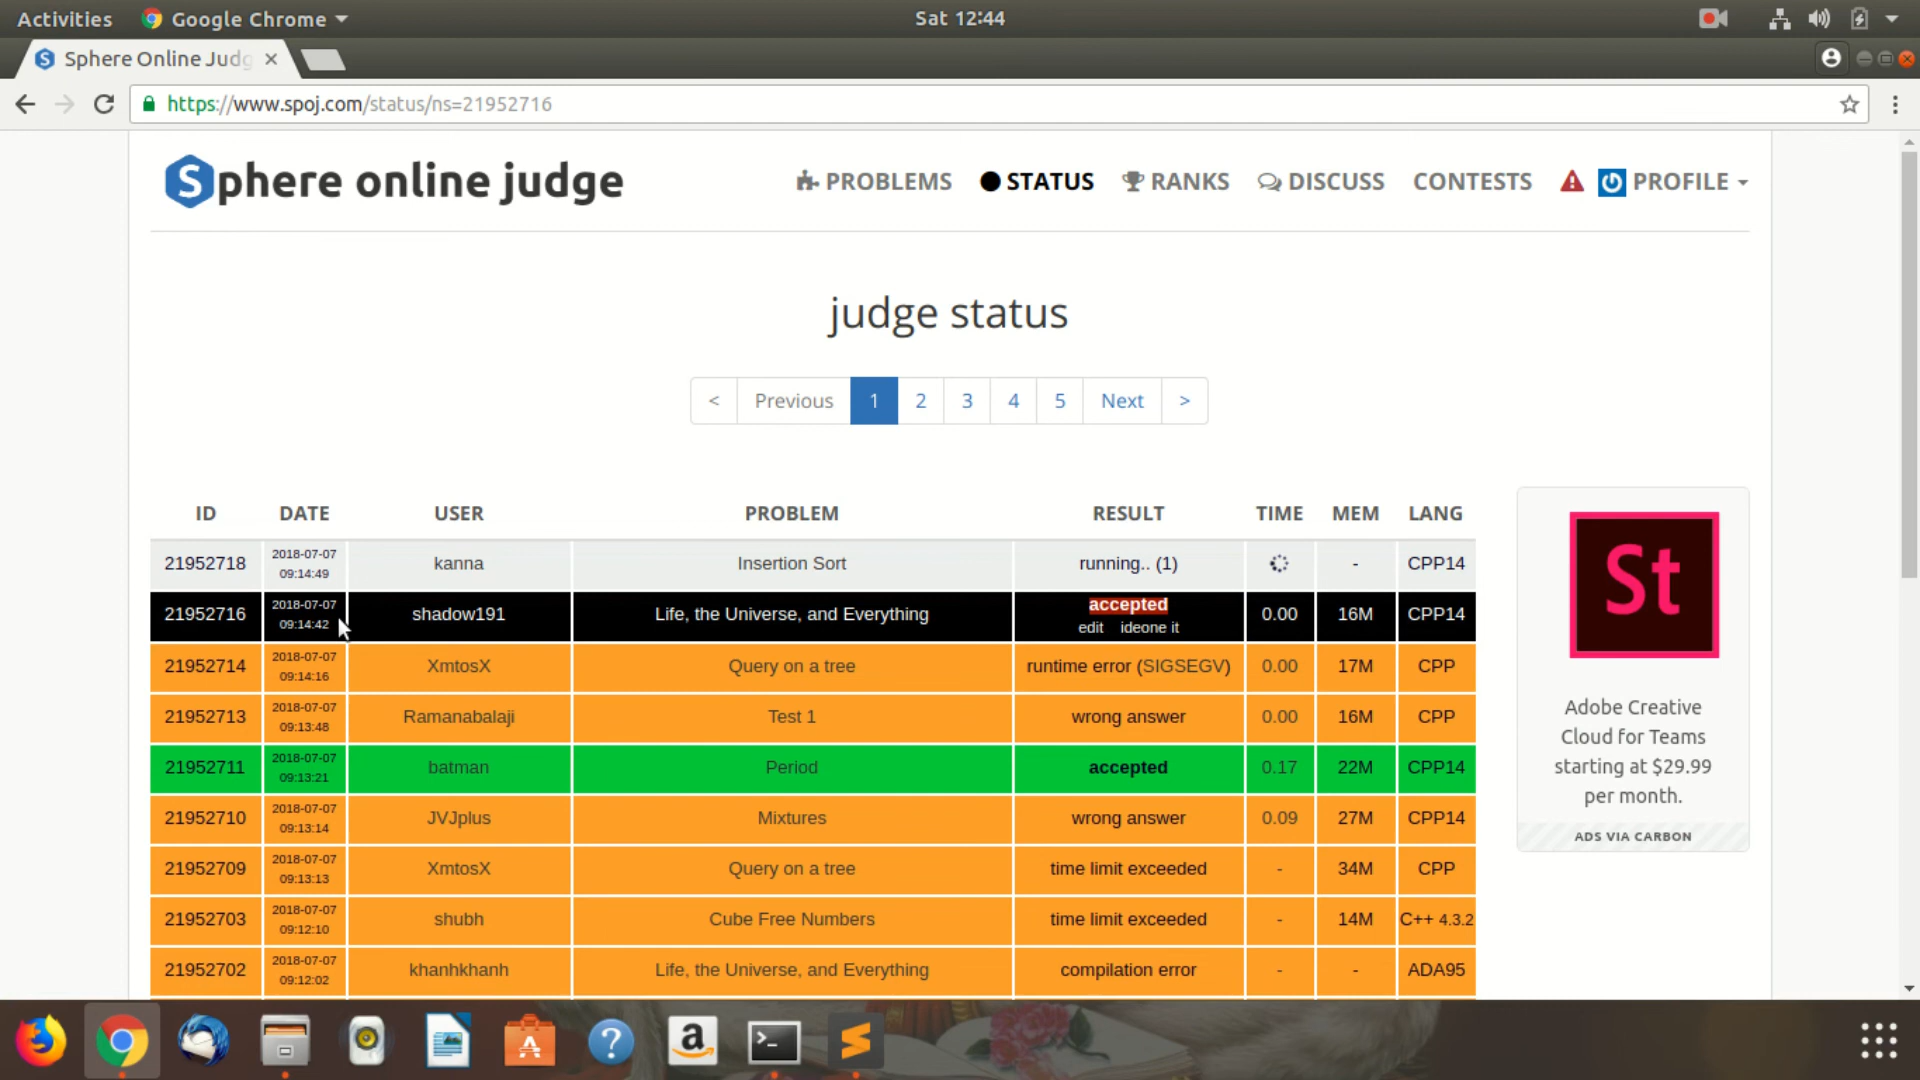 Activities Google Chrome Sat 12:44
Sphere Online Judg
https://www.spoj.com/status/ns=21952716
Sphere online judge PROBLEMS STATUS RANKS DISCUSS CONTESTS PROFILE
judge status
< Previous 1 2 3 4 5 Next >
ID DATE USER PROBLEM RESULT TIME MEM LANG
21952718 2018-07-07 09:14:49 kanna Insertion Sort running.. (1) - CPP14
21952716 2018-07-07 09:14:42 shadow191 Life, the Universe, and Everything accepted edit ideone it 0.00 16M CPP14
21952714 2018-07-07 09:14:16 XmtosX Query on a tree runtime error (SIGSEGV) 0.00 17M CPP
21952713 2018-07-07 09:13:48 Ramanabalaji Test 1 wrong answer 0.00 16M CPP
21952711 2018-07-07 09:13:21 batman Period accepted 0.17 22M CPP14
21952710 2018-07-07 09:13:14 JVJplus Mixtures wrong answer 0.09 27M CPP14
21952709 2018-07-07 09:13:13 XmtosX Query on a tree time limit exceeded - 34M CPP
21952703 2018-07-07 09:12:10 shubh Cube Free Numbers time limit exceeded - 14M C++ 4.3.2
21952702 2018-07-07 09:12:02 khanhkhanh Life, the Universe, and Everything compilation error - - ADA95
St
Adobe Creative
Cloud for Teams
starting at $29.99
per month.
ADS VIA CARBON